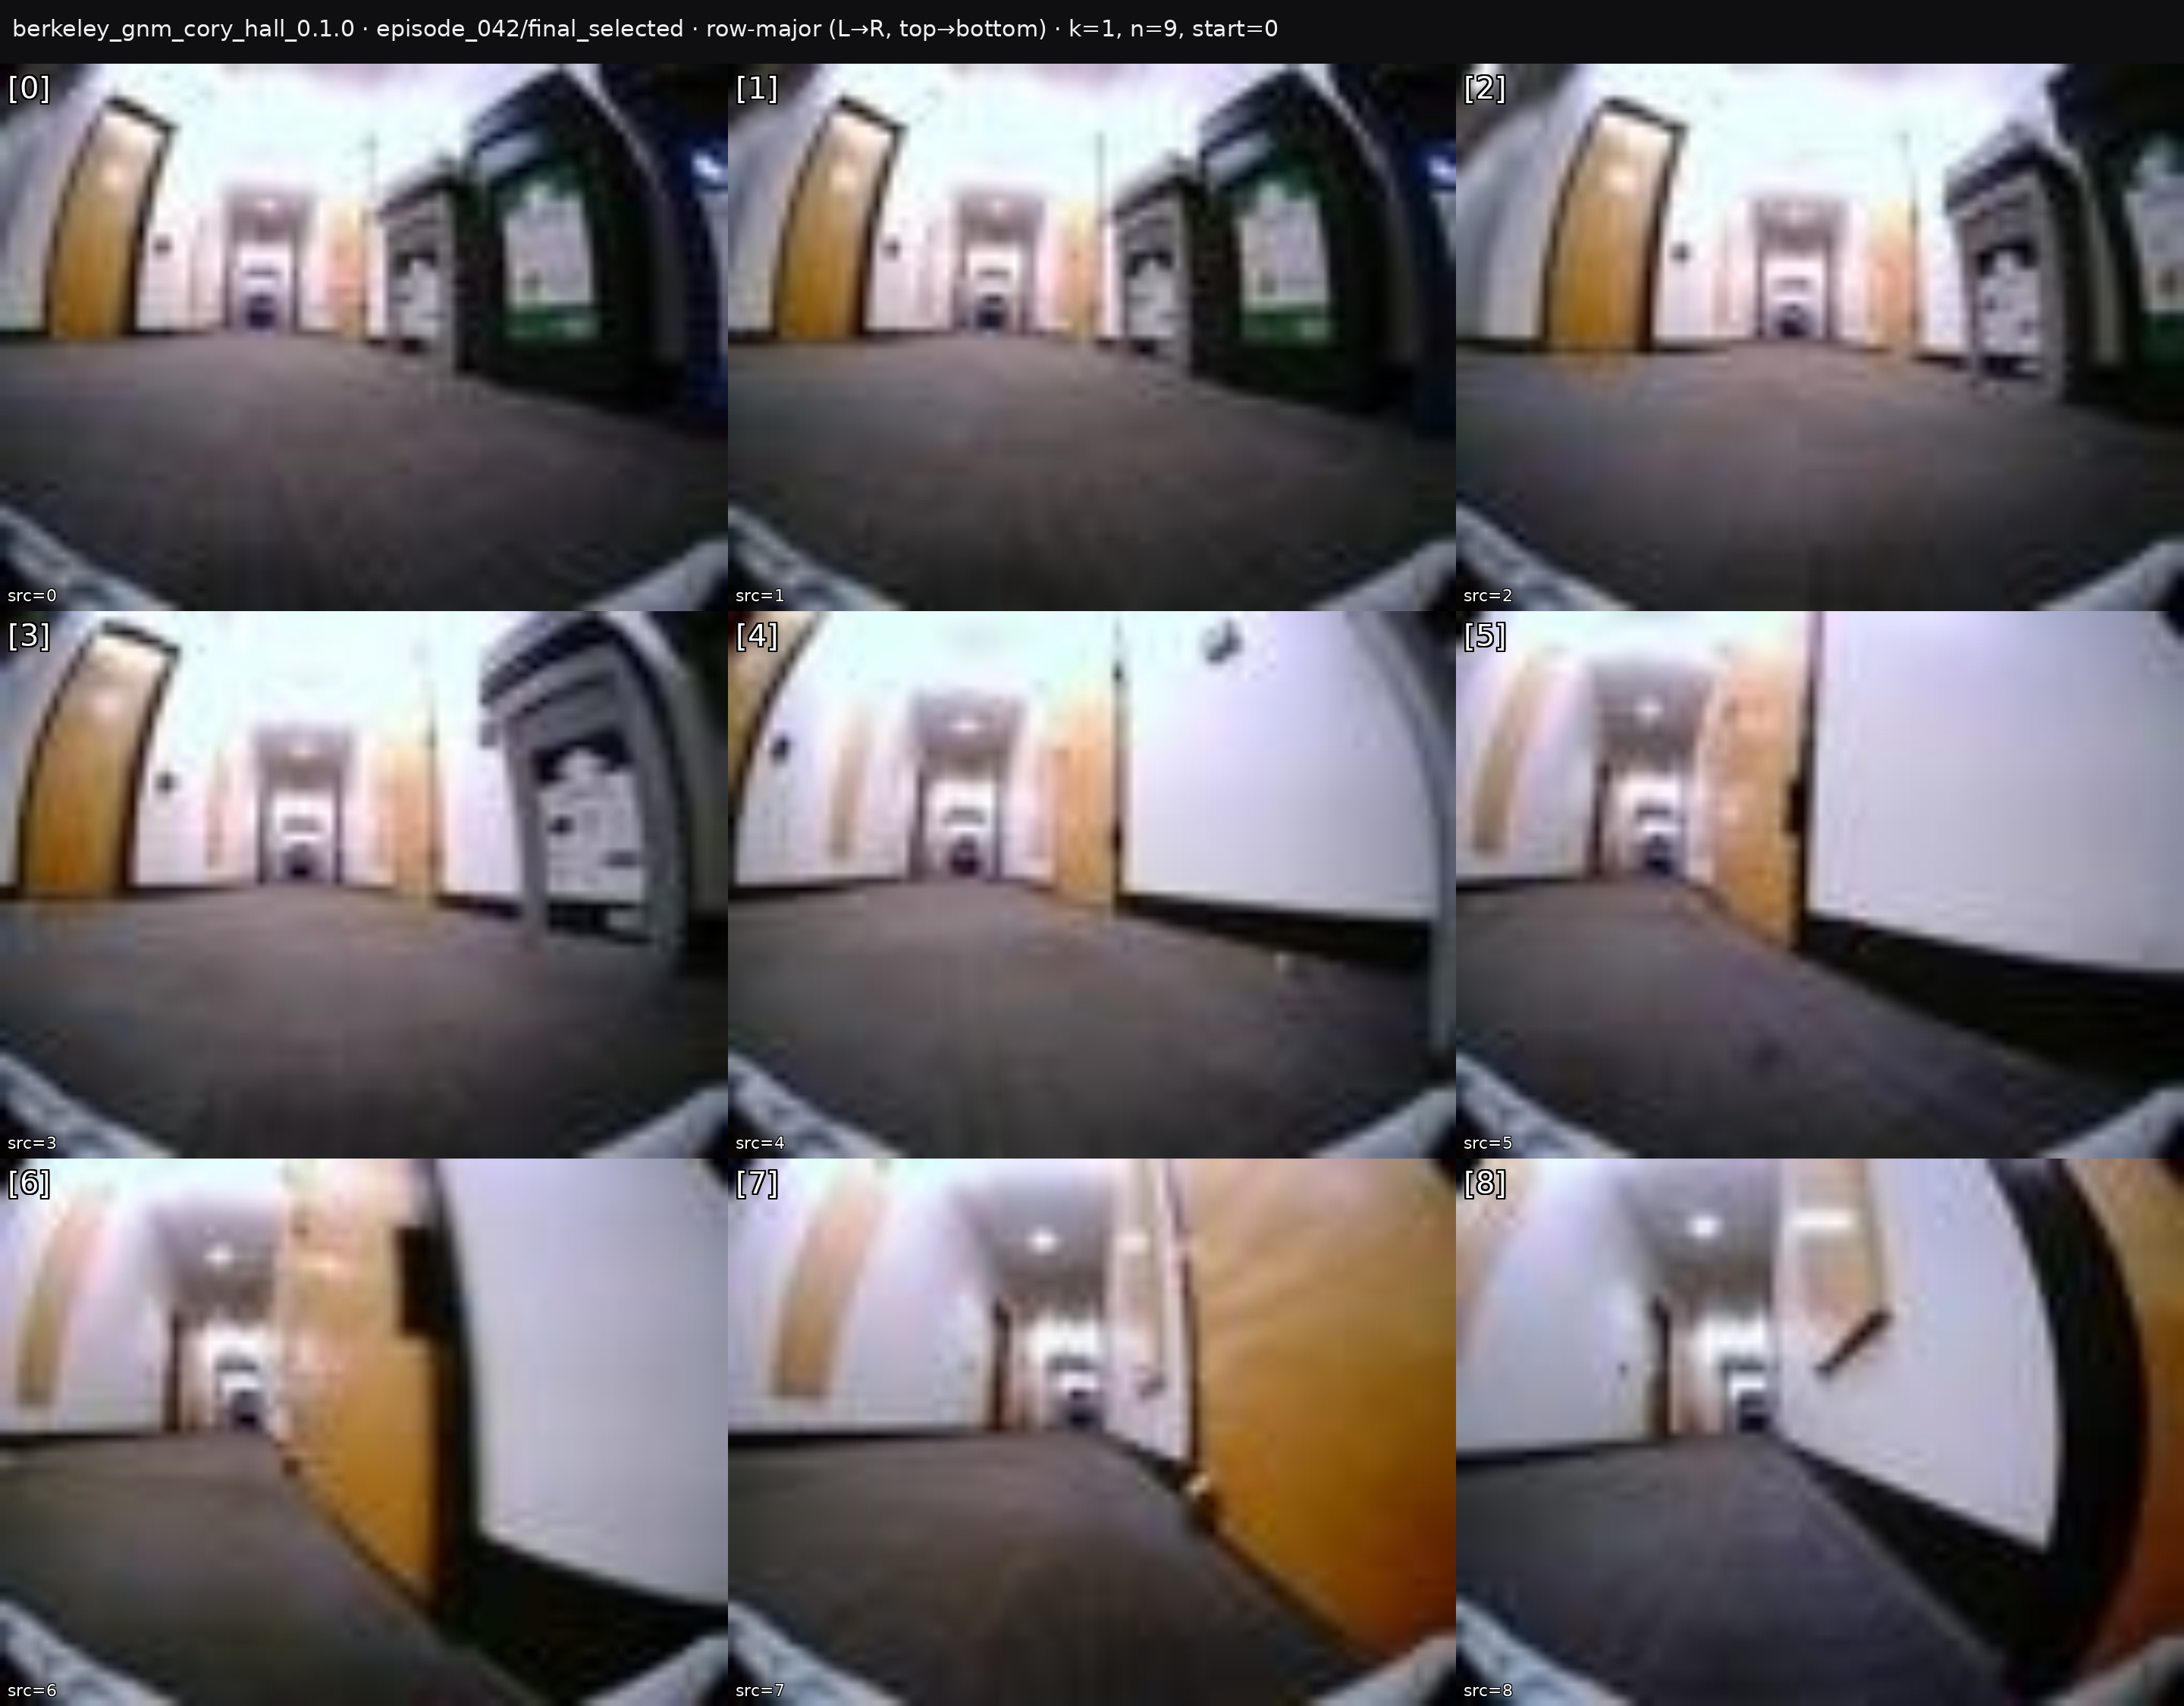 berkeley_gnm_cory_hall_0.1.0 · episode_042/final_selected · row-major (L→R, top→bottom) · k=1, n=9, start=0
[0]
[1]
[2]
src=0
src=1
src=2
[3]
[4]
[5]
src=3
src=4
src=5
[6]
[7]
[8]
src=6
src=7
src=8